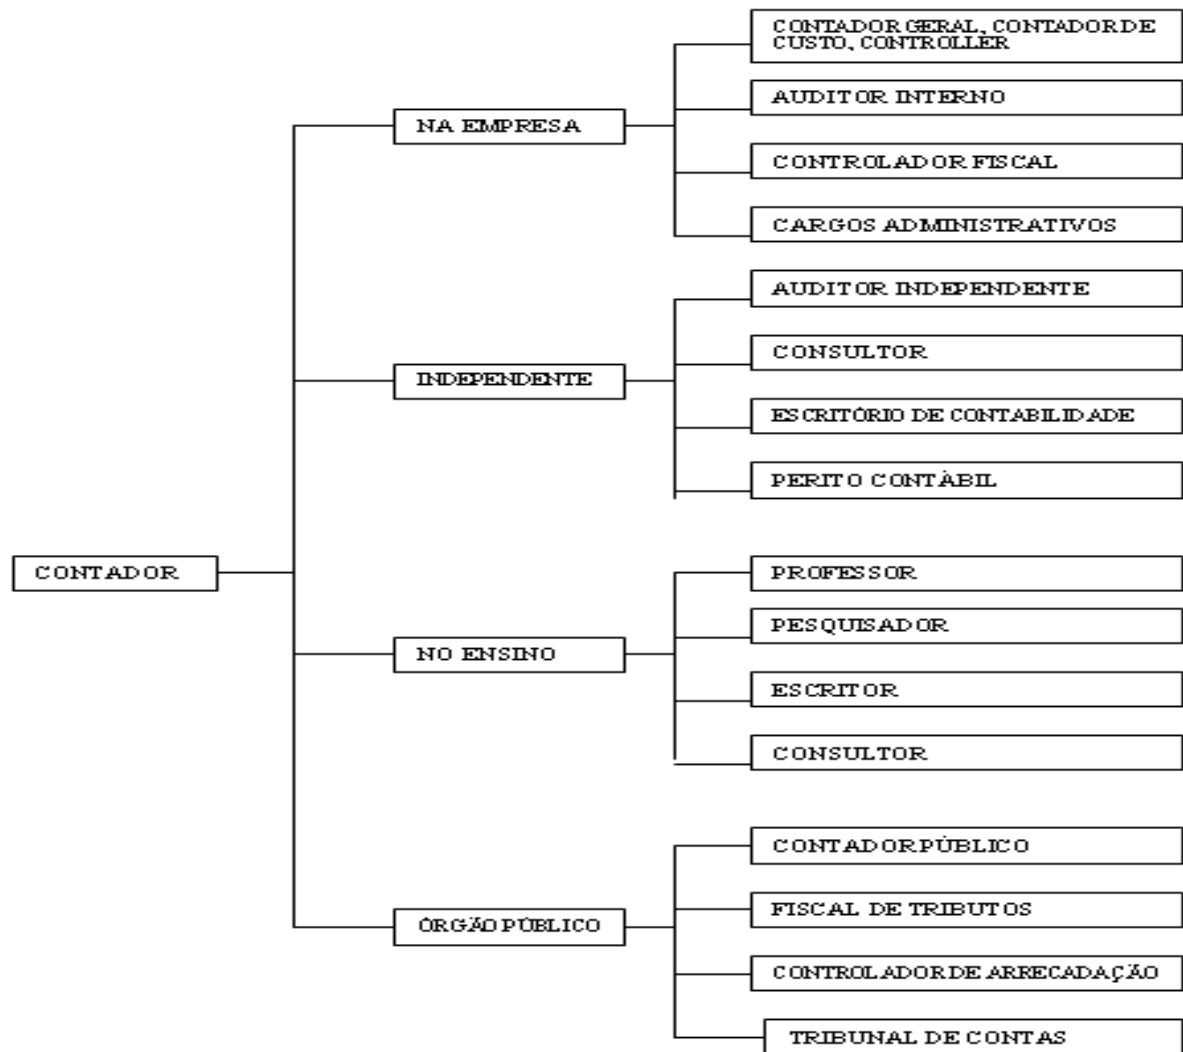 CONTADOR
NA EMPRESA
CONTADOR GERAL, CONTADOR DE
CUSTO, CONTROLLER
AUDITOR INTERNO
CONTROLADOR FISCAL
CARGOS ADMINISTRATIVOS
INDEPENDENTE
AUDITOR INDEPENDENTE
CONSULTOR
ESCRITÓRIO DE CONTABILIDADE
PERITO CONTÁBIL
NO ENSINO
PROFESSOR
PESQUISADOR
ESCRITOR
CONSULTOR
ÓRGÃO PÚBLICO
CONTADOR PÚBLICO
FISCAL DE TRIBUTOS
CONTROLADOR DE ARRECADAÇÃO
TRIBUNAL DE CONTAS